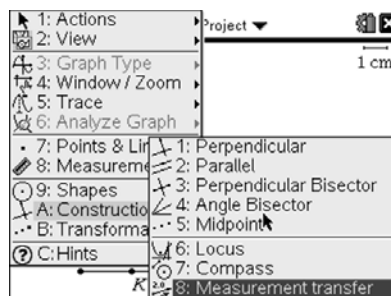 1: Actions
2: View
Project
1 cm
3: Graph Type
4: Window / Zoom
5: Trace
6: Analyze Graph
7: Points & Lin
8: Measureme
9: Shapes
A: Constructio
B: Transforma
C: Hints
1: Perpendicular
2: Parallel
3: Perpendicular Bisector
4: Angle Bisector
5: Midpoint
6: Locus
7: Compass
8: Measurement transfer
K